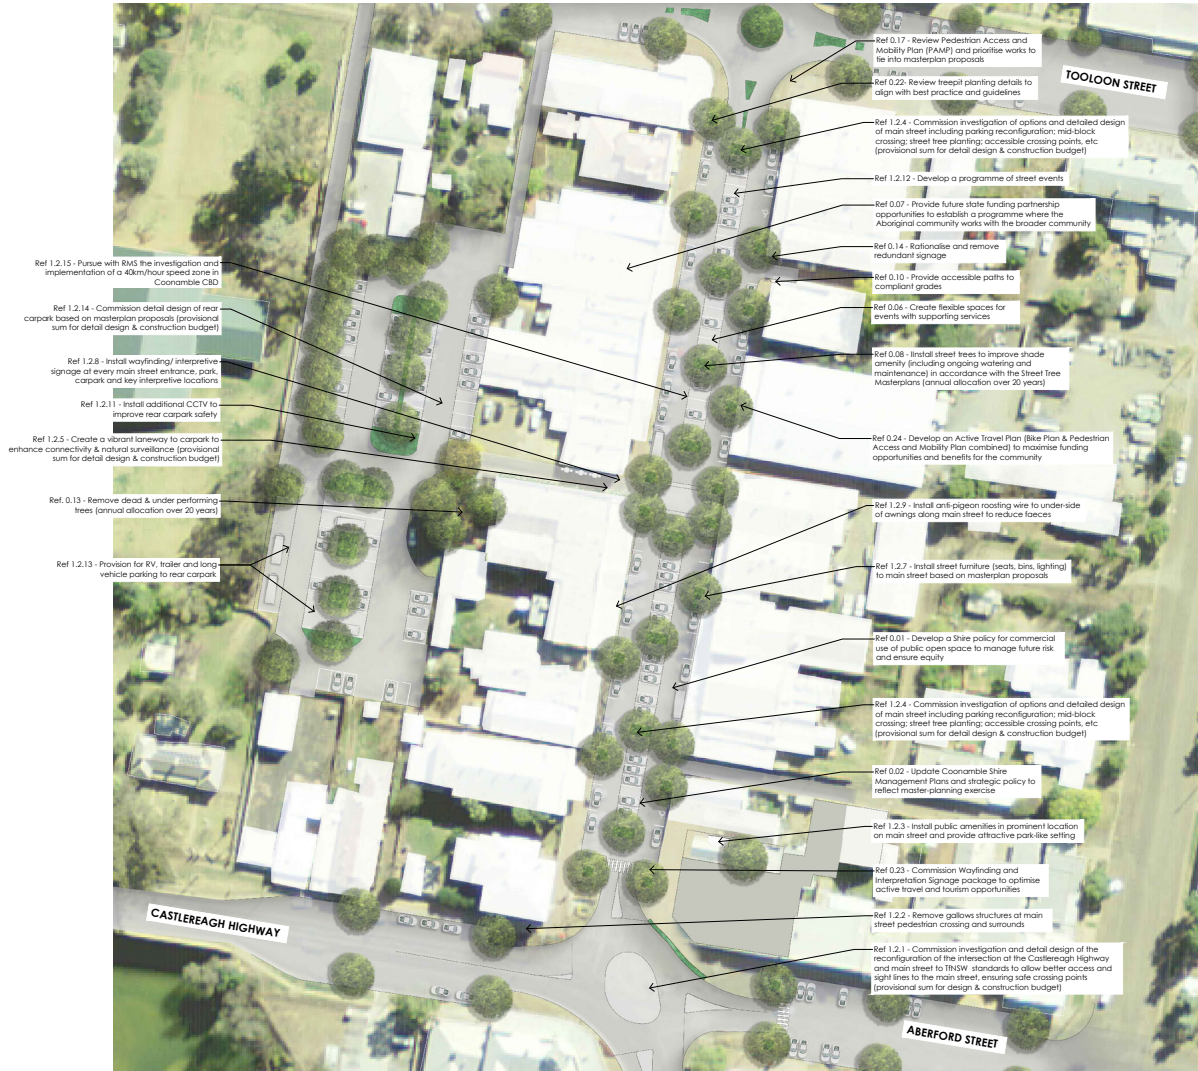 Ref 0.17 - Review Pedestrian Access and
Mobility Plan (PAMP) and prioritise works to
tie into masterplan proposals
TOOLOON STREET
Ref 0.22- Review treepit planting details to
align with best practice and guidelines
Ref 1.2.4 - Commission investigation of options and detailed design
of main street including parking reconfiguration; mid-block
crossing; street tree planting; accessible crossing points, etc
(provisional sum for detail design & construction budget)
Ref 1.2.12 - Develop a programme of street events
Ref 0.07 - Provide future state funding partnership
opportunities to establish a programme where the
Aboriginal community works with the broader community
Ref 0.14 - Rationalise and remove
redundant signage
Ref 0.10 - Provide accessible paths to
compliant grades
Ref 0.06 - Create flexible spaces for
events with supporting services
Ref 0.08 - IInstall street trees to improve shade
amenity (including ongoing watering and
maintenance) in accordance with the Street Tree
Masterplans (annual allocation over 20 years)
Ref 0.24 - Develop an Active Travel Plan (Bike Plan & Pedestrian
Access and Mobility Plan combined) to maximise funding
opportunities and benefits for the community
Ref 1.2.9 - Install anti-pigeon roosting wire to under-side
of awnings along main street to reduce faeces
Ref 1.2.7 - Install street furniture (seats, bins, lighting)
to main street based on masterplan proposals
Ref 0.01 - Develop a Shire policy for commercial
use of public open space to manage future risk
and ensure equity
Ref 1.2.4 - Commission investigation of options and detailed design
of main street including parking reconfiguration; mid-block
crossing; street tree planting; accessible crossing points, etc
(provisional sum for detail design & construction budget)
Ref 0.02 - Update Coonamble Shire
Management Plans and strategic policy to
reflect master-planning exercise
Ref 1.2.3 - Install public amenities in prominent location
on main street and provide attractive park-like setting
Ref 0.23 - Commission Wayfinding and
Interpretation Signage package to optimise
active travel and tourism opportunities
Ref 1.2.2 - Remove gallows structures at main
street pedestrian crossing and surrounds
Ref 1.2.1 - Commission investigation and detail design of the
reconfiguration of the intersection at the Castlereagh Highway
and main street to TfNSW standards to allow better access and
sight lines to the main street, ensuring safe crossing points
(provisional sum for design & construction budget)
ABERFORD STREET
Ref 1.2.15 - Pursue with RMS the investigation and
implementation of a 40km/hour speed zone in
Coonamble CBD
Ref 1.2.14 - Commission detail design of rear
carpark based on masterplan proposals (provisional
sum for detail design & construction budget)
Ref 1.2.8 - Install wayfinding/ interpretive
signage at every main street entrance, park,
carpark and key interpretive locations
Ref 1.2.11 - Install additional CCTV to
improve rear carpark safety
Ref 1.2.5 - Create a vibrant laneway to carpark to
enhance connectivity & natural surveillance (provisional
sum for detail design & construction budget)
Ref. 0.13 - Remove dead & under performing
trees (annual allocation over 20 years)
Ref 1.2.13 - Provision for RV, trailer and long
vehicle parking to rear carpark
CASTLEREAGH HIGHWAY